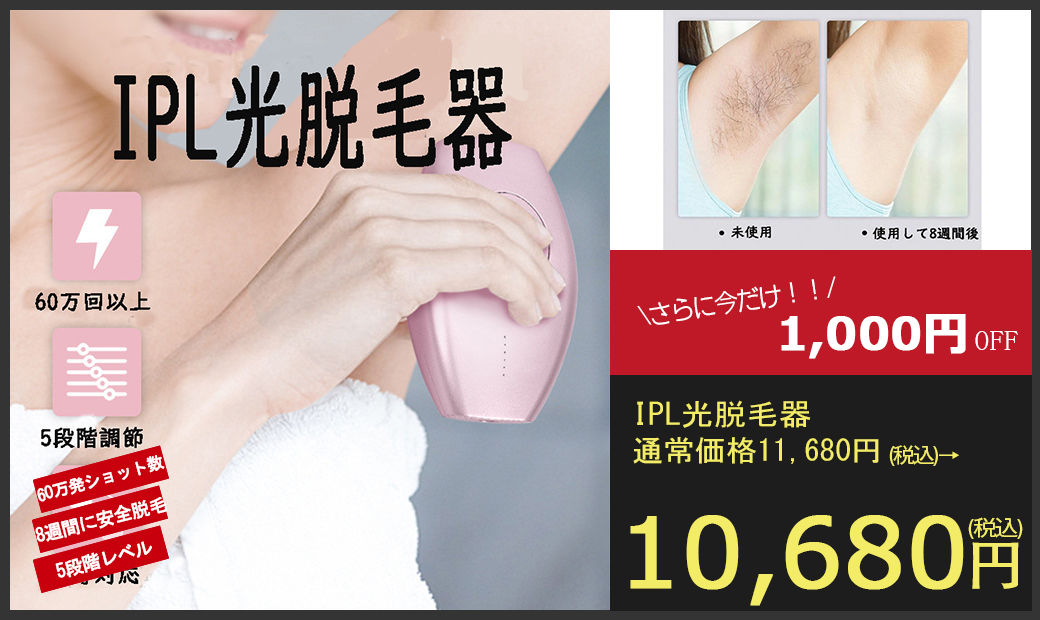 IPL光脱毛器
60万回以上
5段階調節
60万発ショット数
8週間に安全脱毛
5段階レベル
対応
• 未使用
• 使用して8週間後
\さらに今だけ!!/
1,000円 OFF
IPL光脱毛器
通常価格11,680円 (税込)→
10,680円 (税込)